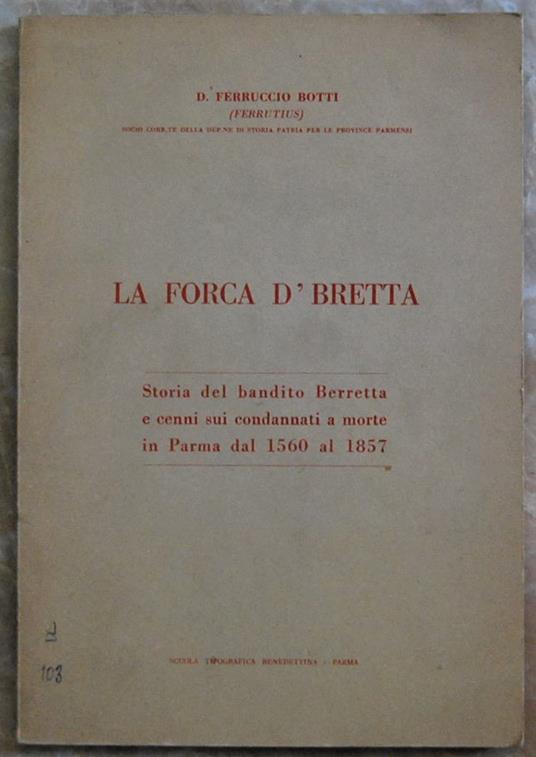 D. FERRUCCIO BOTTI
(FERRUTIUS)
SOCIO CORR.TE DELLA DEP.NE DI STORIA PATRIA PER LE PROVINCE PARMENSI
LA FORCA D' BRETTA
Storia del bandito Berretta
e cenni sui condannati a morte
in Parma dal 1560 al 1857
103
SCUOLA TIPOGRAFICA BENEDETTINA - PARMA